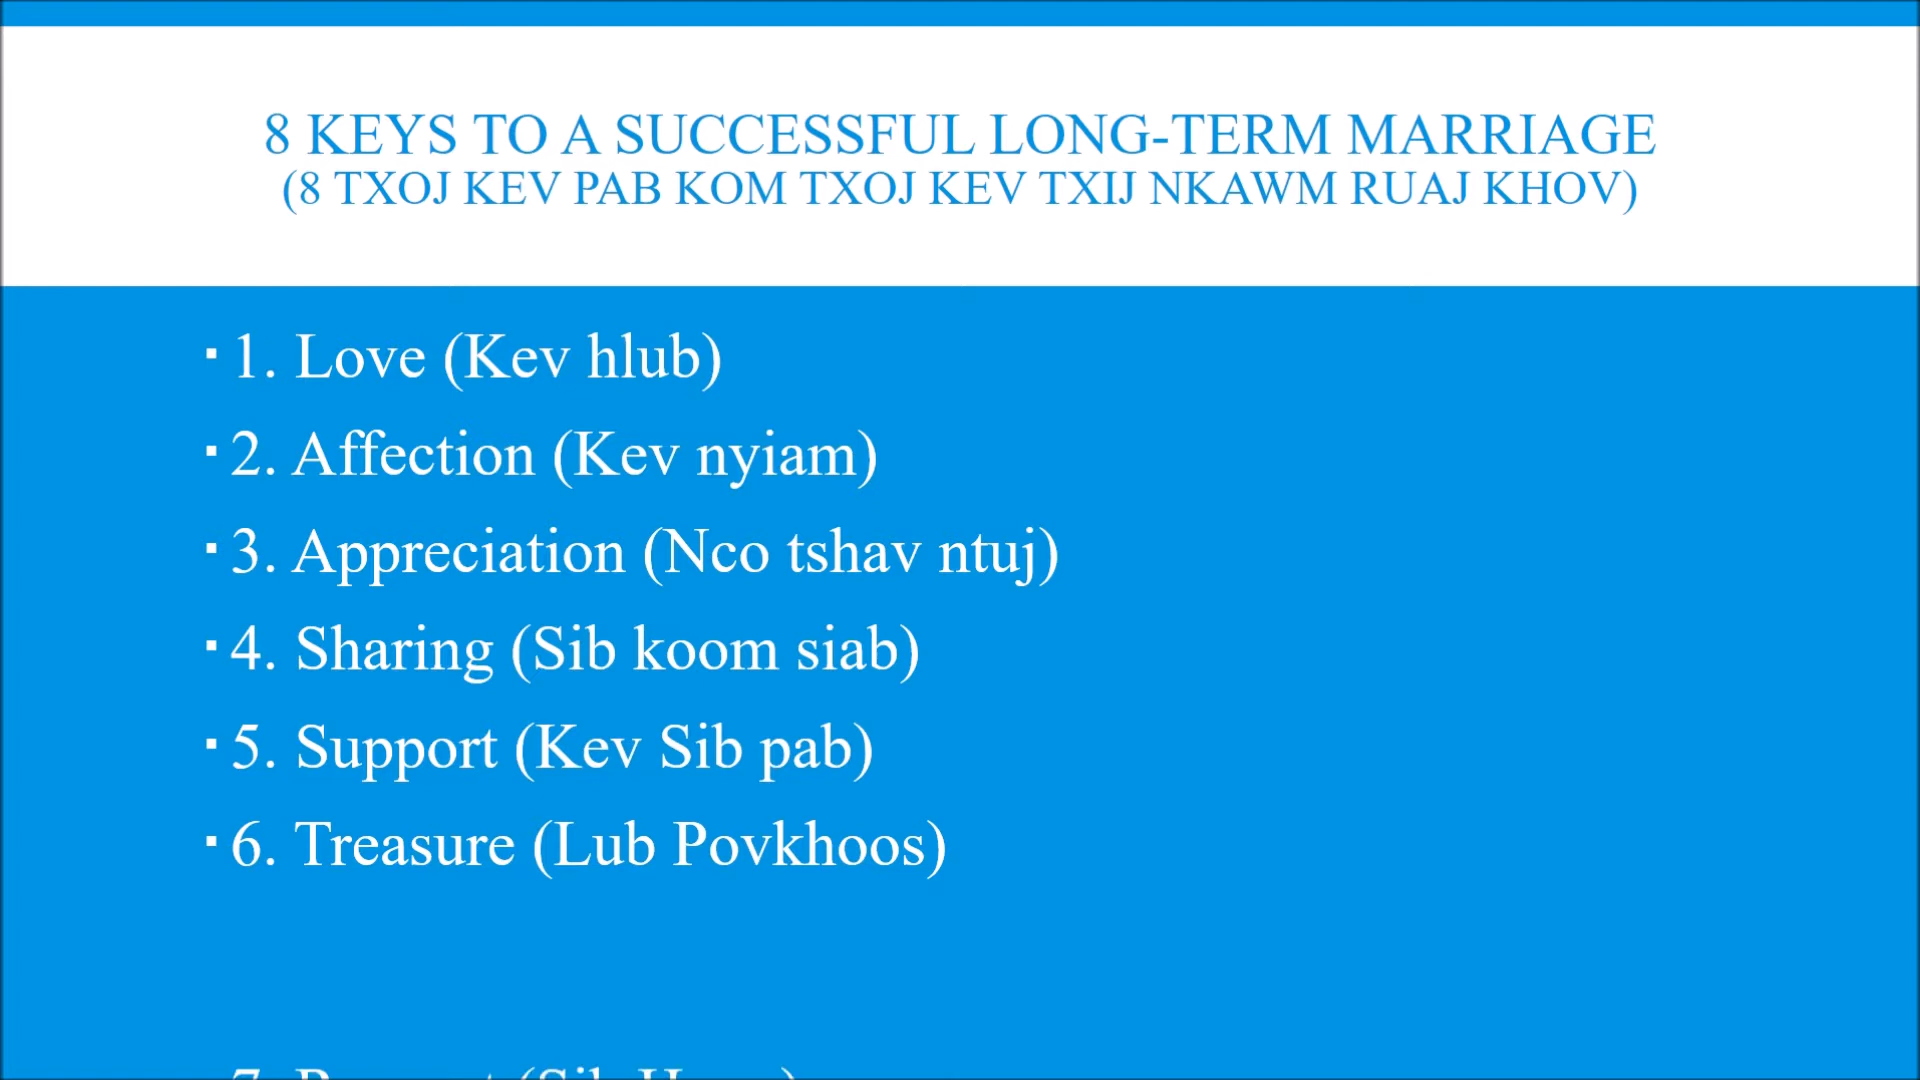 8 KEYS TO A SUCCESSFUL LONG-TERM MARRIAGE
(8 TXOJ KEV PAB KOM TXOJ KEV TXIJ NKAWM RUAJ KHOV)
▪ 1. Love (Kev hlub)
▪ 2. Affection (Kev nyiam)
▪ 3. Appreciation (Nco tshav ntuj)
▪ 4. Sharing (Sib koom siab)
▪ 5. Support (Kev Sib pab)
▪ 6. Treasure (Lub Povkhoos)
7.